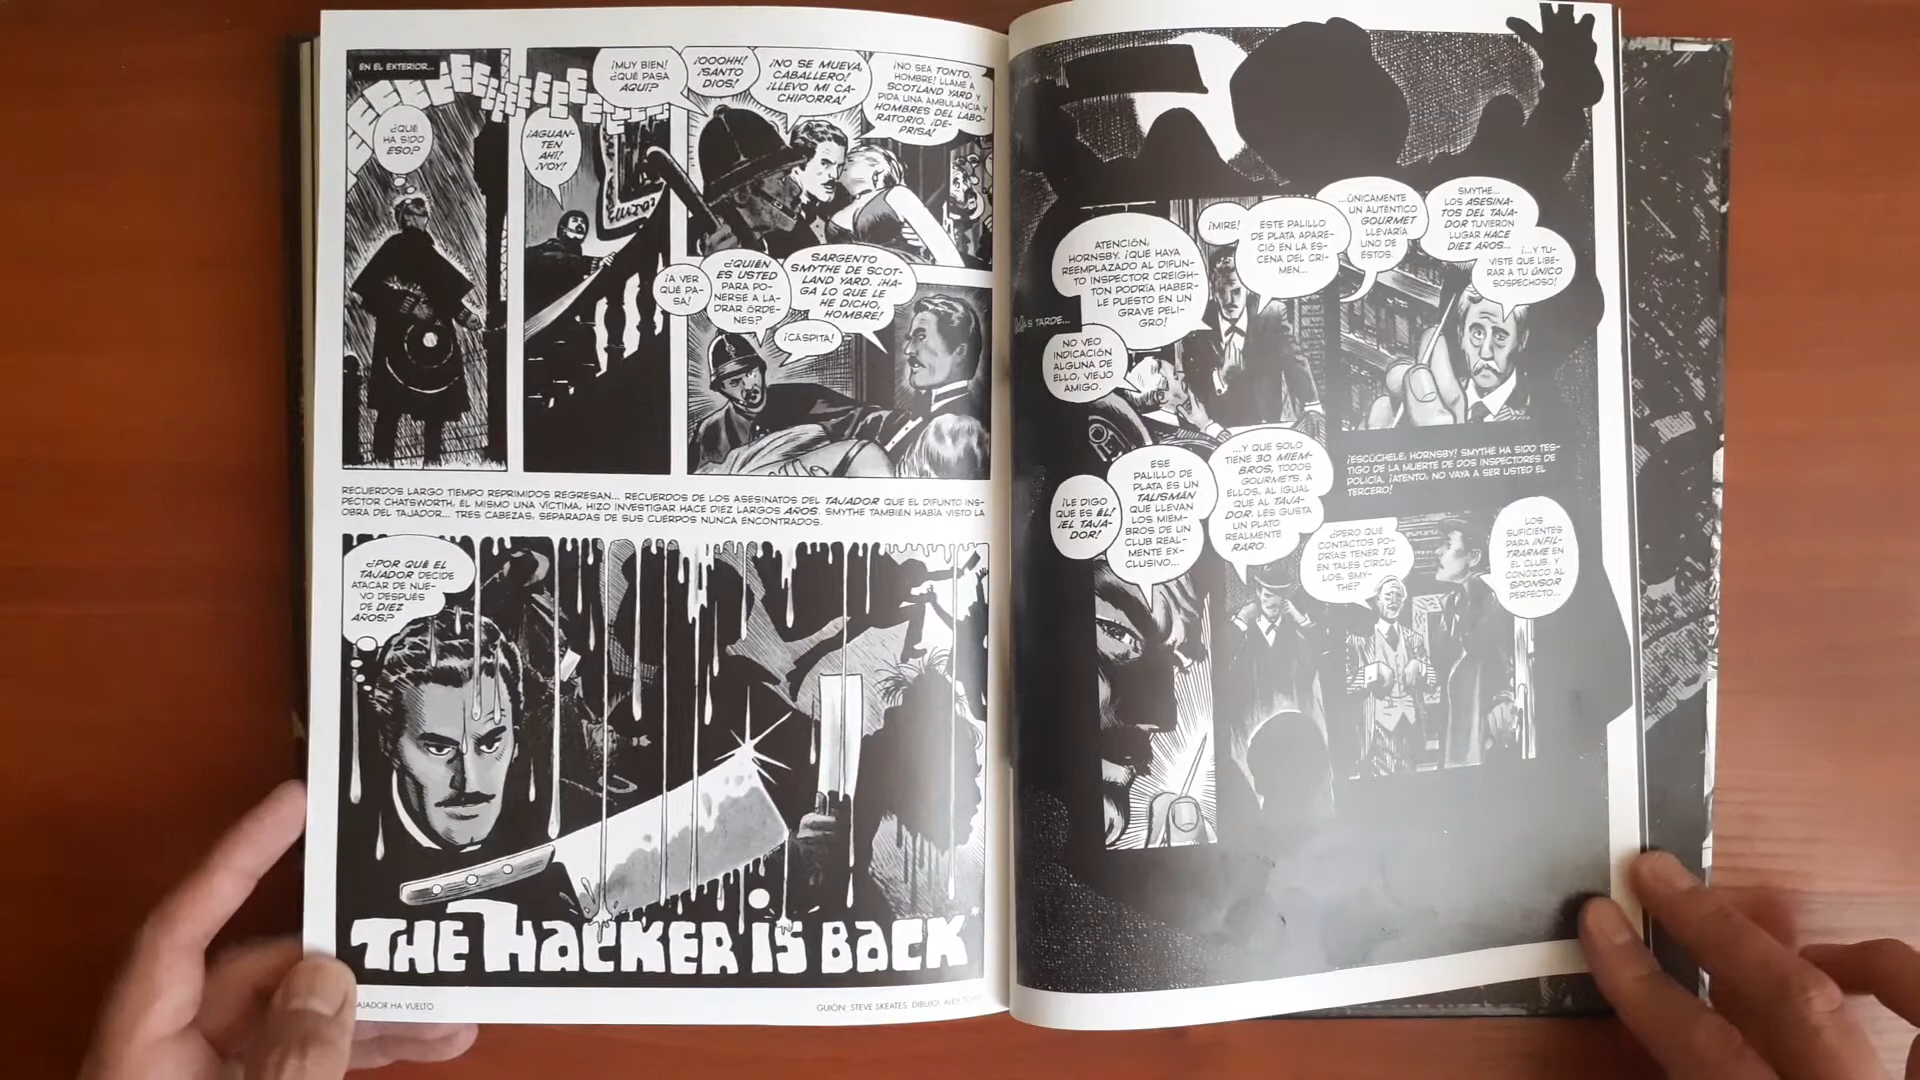 EN EL EXTERIOR...
EEEEEEEEEEEEEEEEE
¿QUÉ
HA SIDO
ESO?
¡AGUAN-
TEN
AHÍ!
¡VOY!
¡MUY BIEN!
¿QUÉ PASA
AQUÍ?
¡OOOHH!
¡SANTO
DIOS!
¡NO SE MUEVA,
CABALLERO!
¡LLEVO MI CA-
CHIPORRA!
¡NO SEA TONTO,
HOMBRE! LLAME A
SCOTLAND YARD Y
PIDA UNA AMBULANCIA Y
HOMBRES DEL LABO-
RATORIO. ¡DE-
PRISA!
¡A VER
QUÉ PA-
SA!
¿QUIÉN
ES USTED
PARA PO-
NERSE A LA-
DRAR ÓRDE-
NES?
SARGENTO
SMYTHE DE SCOT-
LAND YARD. ¡HA-
GA LO QUE LE
HE DICHO,
HOMBRE!
¡CÁSPITA!
RECUERDOS LARGO TIEMPO REPRIMIDOS REGRESAN... RECUERDOS DE LOS ASESINATOS DEL TAJADOR QUE EL DIFUNTO INS-
PECTOR CHATSWORTH, ÉL MISMO UNA VÍCTIMA, HIZO INVESTIGAR HACE DIEZ LARGOS AÑOS. SMYTHE TAMBIÉN HABÍA VISTO LA
OBRA DEL TAJADOR... TRES CABEZAS, SEPARADAS DE SUS CUERPOS NUNCA ENCONTRADOS.
¿POR QUÉ EL
TAJADOR DECIDE
ATACAR DE NUE-
VO DESPUÉS
DE DIEZ
AÑOS?
THE HACKER IS BACK*
AJADOR HA VUELTO
GUIÓN: STEVE SKEATES. DIBUJO: ALEX
MÁS TARDE...
ATENCIÓN,
HORNSBY. ¡QUE HAYA
REEMPLAZADO AL DIFUN-
TO INSPECTOR CREIGH-
TON PODRÍA HABER-
LE PUESTO EN UN
GRAVE PELI-
GRO!
NO VEO
INDICACIÓN
ALGUNA DE
ELLO, VIEJO
AMIGO.
¡MIRE!
ESTE PALILLO
DE PLATA APARE-
CIÓ EN LA ES-
CENA DEL CRI-
MEN...
...ÚNICAMENTE
UN AUTÉNTICO
GOURMET
LLEVARÍA
UNO DE
ESTOS.
SMYTHE...
LOS ASESINA-
TOS DEL TAJA-
DOR TUVIERON
LUGAR HACE
DIEZ AÑOS...
¡...Y TU-
VISTE QUE LIBE-
RAR A TU ÚNICO
SOSPECHOSO!
¡LE DIGO
QUE ES ÉL!
¡EL TAJA-
DOR!
ESE
PALILLO DE
PLATA ES UN
TALISMÁN
QUE LLEVAN
LOS MIEM-
BROS DE UN
CLUB REAL-
MENTE EX-
CLUSIVO...
...Y QUE SOLO
TIENE 30 MIEM-
BROS, TODOS
GOURMETS. A
ELLOS, AL IGUAL
QUE AL TAJA-
DOR, LES GUSTA
UN PLATO
REALMENTE
RARO.
¡ESCÚCHELE, HORNSBY! SMYTHE HA SIDO TES-
TIGO DE LA MUERTE DE DOS INSPECTORES DE
POLICÍA. ¡ATENTO, NO VAYA A SER USTED EL
TERCERO!
¿PERO QUÉ
CONTACTOS PO-
DRÍAS TENER TÚ
EN TALES CÍRCU-
LOS, SMY-
THE?
LOS
SUFICIENTES
PARA INFIL-
TRARME EN
EL CLUB. Y
CONOZCO AL
SPONSOR
PERFECTO...